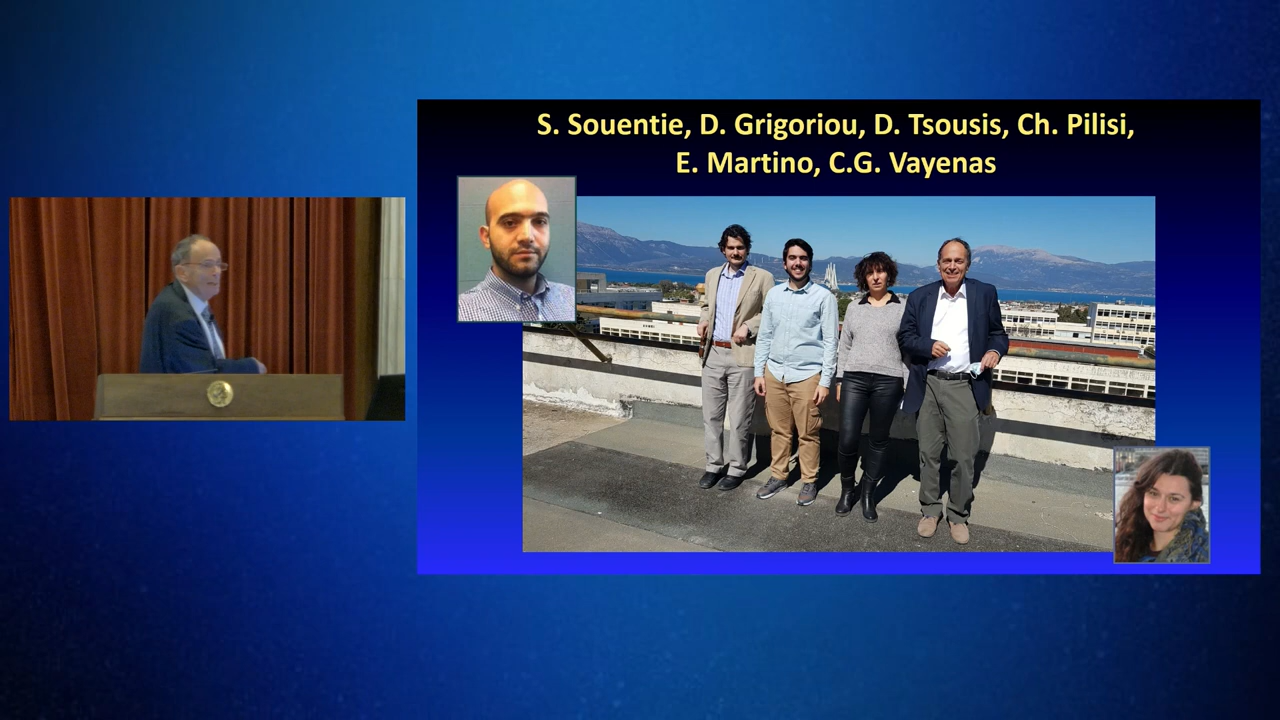 S. Souentie, D. Grigoriou, D. Tsousis, Ch. Pilisi,
E. Martino, C.G. Vayenas